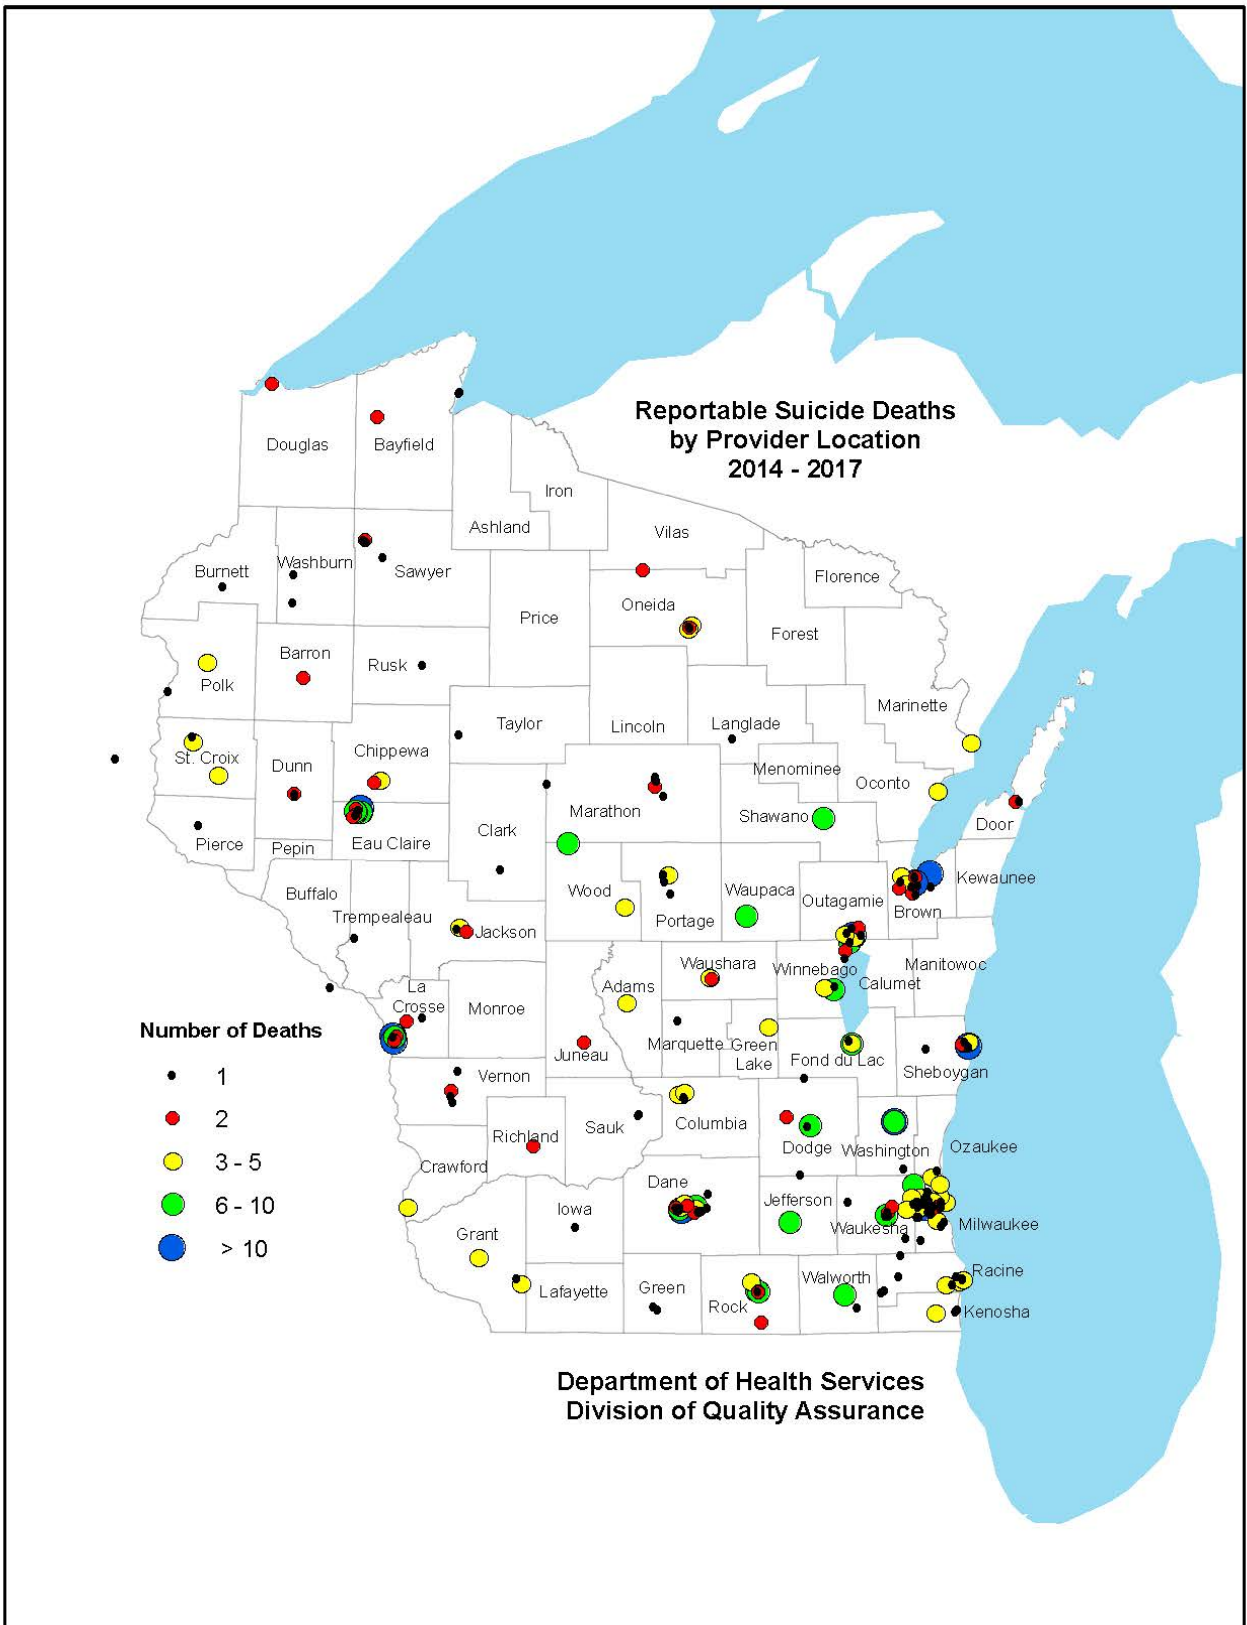 Reportable Suicide Deaths
by Provider Location
2014 - 2017
Douglas
Bayfield
Iron
Ashland
Vilas
Burnett
Washburn
Sawyer
Florence
Oneida
Price
Forest
Barron
Rusk
Polk
Marinette
Taylor
Lincoln
Langlade
St. Croix
Dunn
Chippewa
Menominee
Oconto
Marathon
Shawano
Door
Clark
Pierce
Pepin
Eau Claire
Buffalo
Wood
Waupaca
Kewaunee
Trempealeau
Portage
Outagamie
Brown
Jackson
Waushara
Winnebago
Manitowoc
Calumet
La
Crosse
Monroe
Adams
Number of Deaths
1
2
3 - 5
6 - 10
> 10
Juneau
Marquette
Green
Lake
Fond du Lac
Sheboygan
Vernon
Richland
Sauk
Columbia
Dodge
Washington
Ozaukee
Crawford
Dane
Iowa
Jefferson
Waukesha
Milwaukee
Grant
Lafayette
Green
Rock
Walworth
Racine
Kenosha
Department of Health Services
Division of Quality Assurance